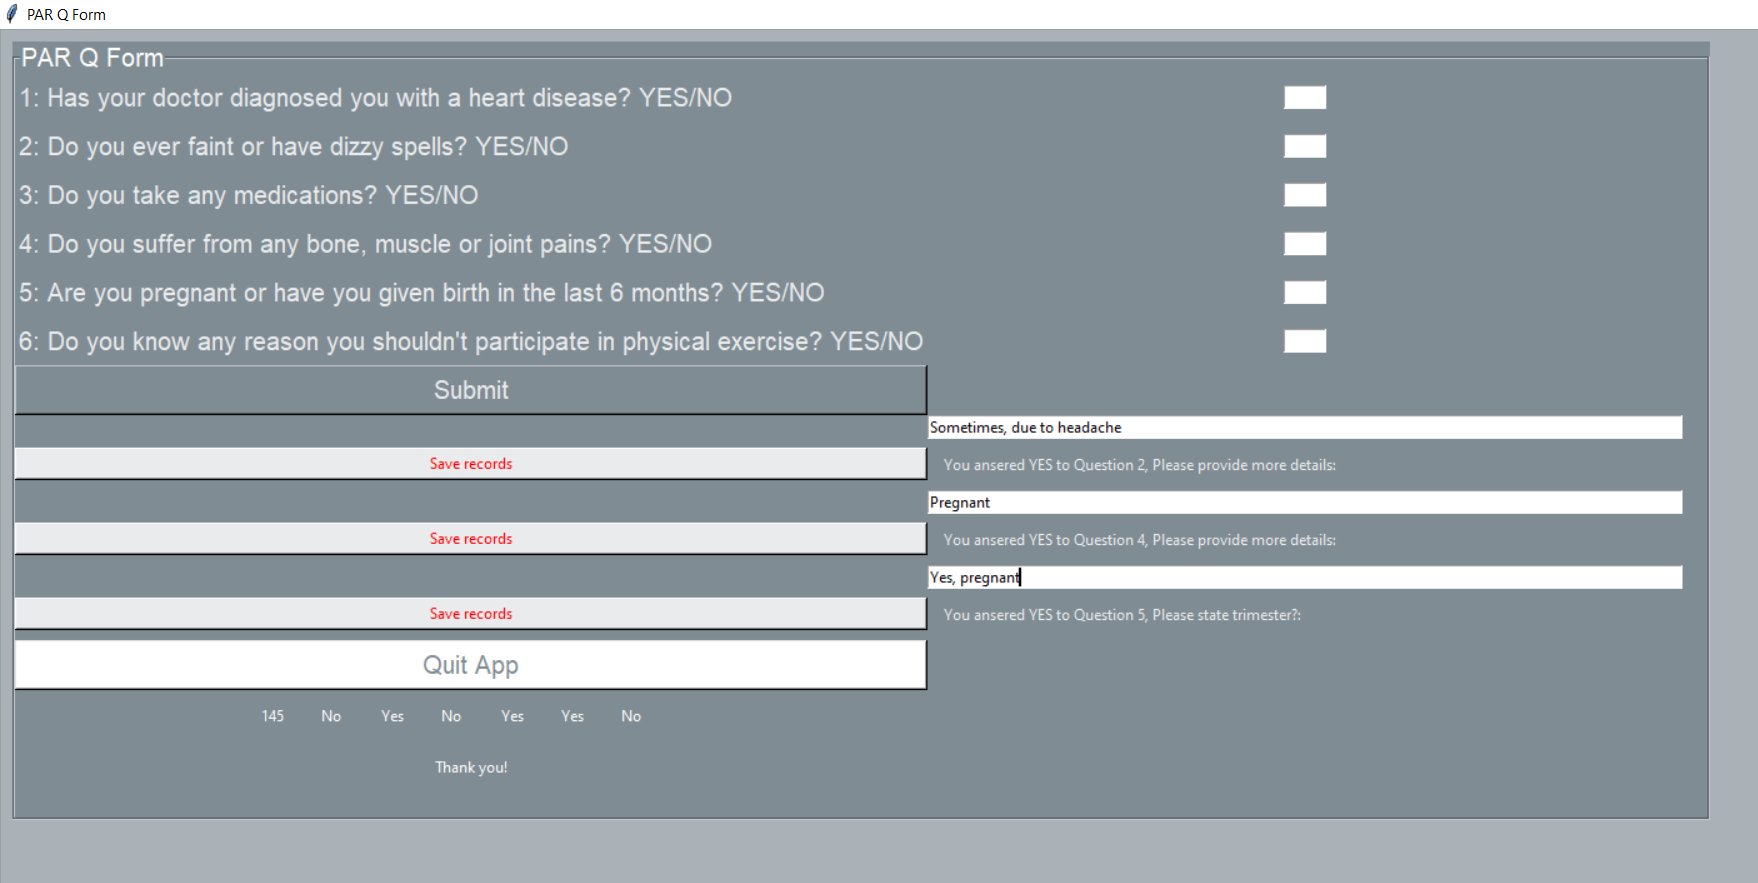 PAR Q Form
PAR Q Form
1: Has your doctor diagnosed you with a heart disease? YES/NO
2: Do you ever faint or have dizzy spells? YES/NO
3: Do you take any medications? YES/NO
4: Do you suffer from any bone, muscle or joint pains? YES/NO
5: Are you pregnant or have you given birth in the last 6 months? YES/NO
6: Do you know any reason you shouldn't participate in physical exercise? YES/NO
Submit
Sometimes, due to headache
Save records You ansered YES to Question 2, Please provide more details:
Pregnant
Save records You ansered YES to Question 4, Please provide more details:
Yes, pregnant
Save records You ansered YES to Question 5, Please state trimester?:
Quit App
145 No Yes No Yes Yes No
Thank you!